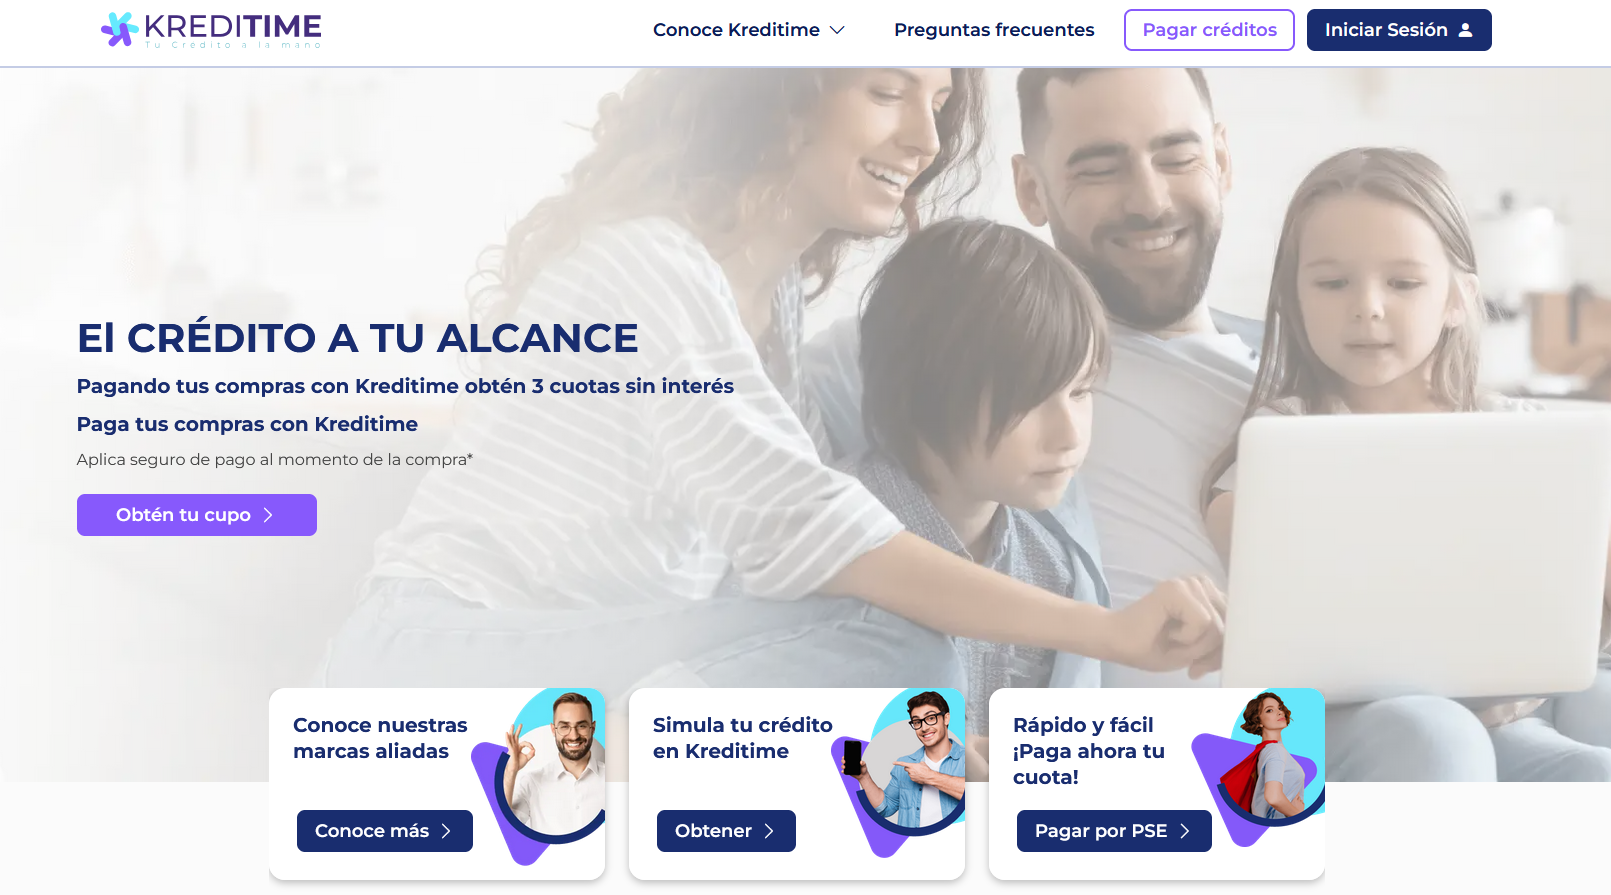 KREDITIME
Tu Credito a la mano
Conoce Kreditime
Preguntas frecuentes
Pagar créditos
Iniciar Sesión
El CRÉDITO A TU ALCANCE
Pagando tus compras con Kreditime obtén 3 cuotas sin interés
Paga tus compras con Kreditime
Aplica seguro de pago al momento de la compra*
Obtén tu cupo
Conoce nuestras
marcas aliadas
Conoce más
Simula tu crédito
en Kreditime
Obtener
Rápido y fácil
¡Paga ahora tu
cuota!
Pagar por PSE